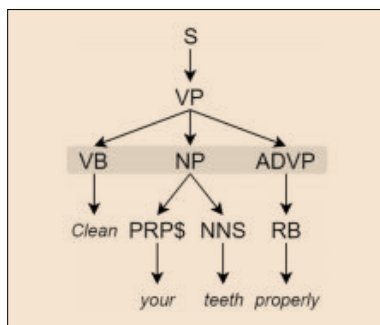 S
VP
VB NP ADVP
Clean PRP$ NNS RB
your teeth properly